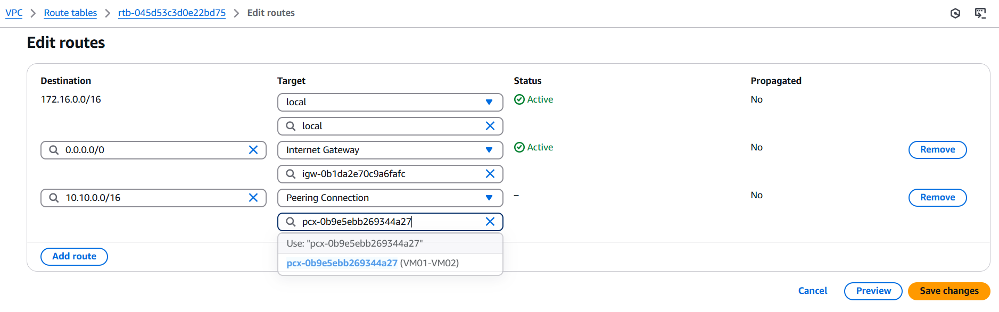 VPC > Route tables > rtb-045d53c3d0e22bd75 > Edit routes
Edit routes
Destination Target Status Propagated
172.16.0.0/16 local Active No
local
0.0.0.0/0 Internet Gateway Active No Remove
igw-0b1da2e70c9a6fafc
10.10.0.0/16 Peering Connection – No Remove
pcx-0b9e5ebb269344a27
Use: "pcx-0b9e5ebb269344a27"
Add route
pcx-0b9e5ebb269344a27 (VM01-VM02)
Cancel Preview Save changes